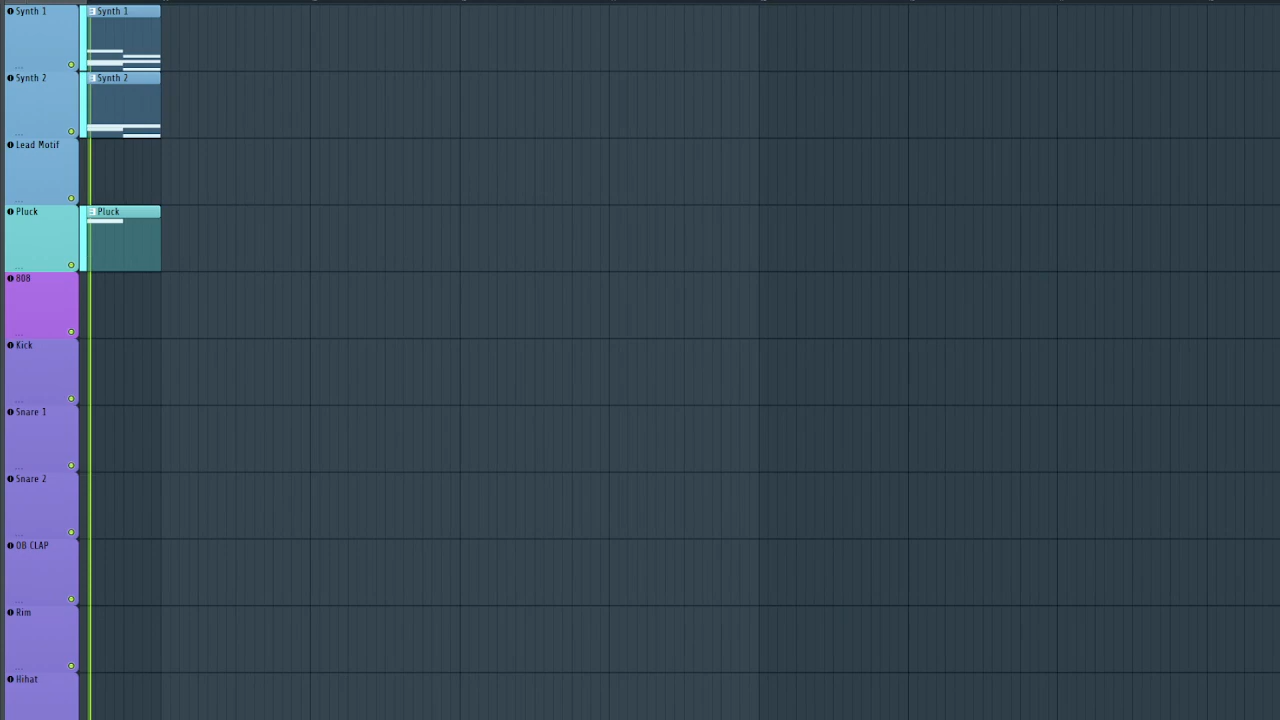 Synth 1
Synth 1
Synth 2
Synth 2
Lead Motif
Pluck
Pluck
808
Kick
Snare 1
Snare 2
OB CLAP
Rim
Hihat